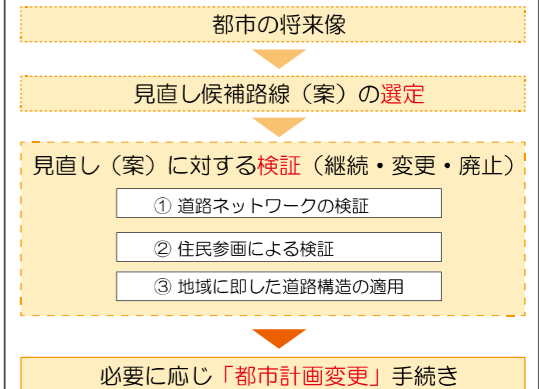 都市の将来像
見直し候補路線（案）の選定
見直し（案）に対する検証（継続・変更・廃止）
① 道路ネットワークの検証
② 住民参画による検証
③ 地域に即した道路構造の適用
必要に応じ「都市計画変更」手続き